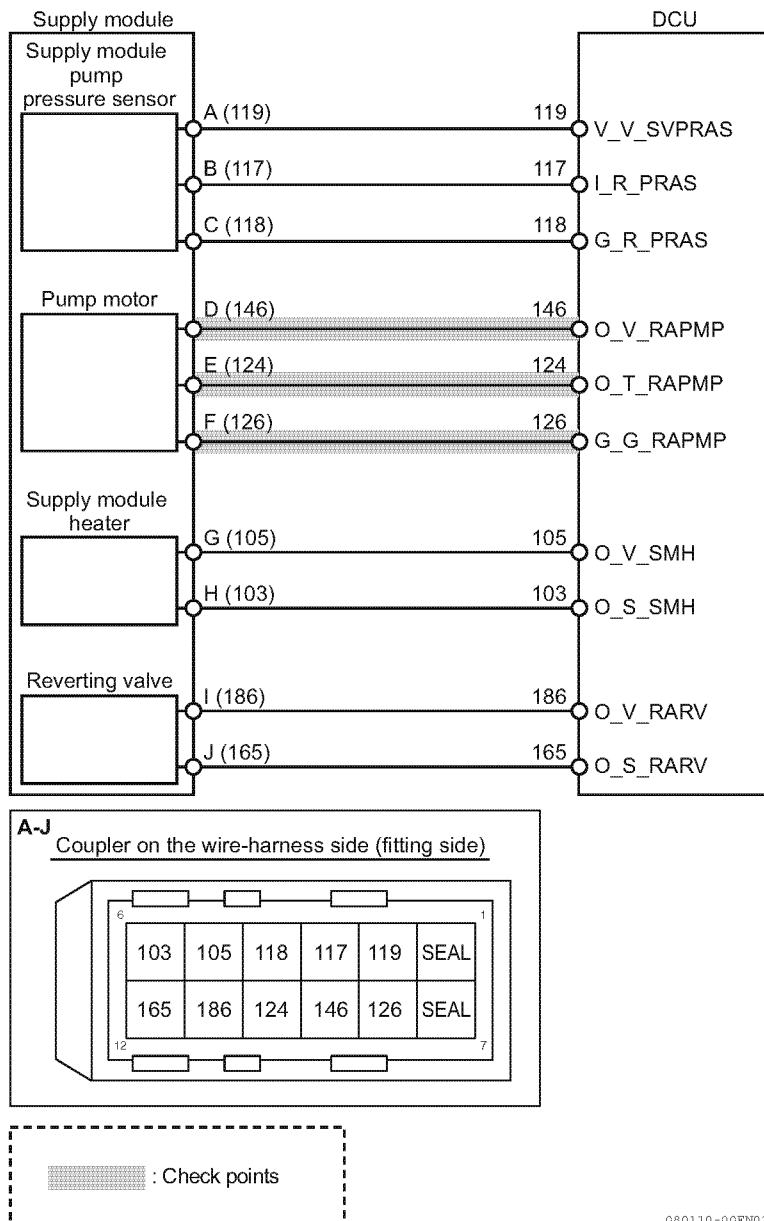 Supply module
DCU
Supply module
pump
pressure sensor
A (119) 119 V_V_SVPRAS
B (117) 117 I_R_PRAS
C (118) 118 G_R_PRAS
Pump motor
D (146) 146 O_V_RAPMP
E (124) 124 O_T_RAPMP
F (126) 126 G_G_RAPMP
Supply module
heater
G (105) 105 O_V_SMH
H (103) 103 O_S_SMH
Reverting valve
I (186) 186 O_V_RARV
J (165) 165 O_S_RARV
A-J
Coupler on the wire-harness side (fitting side)
6 1
103 105 118 117 119 SEAL
165 186 124 146 126 SEAL
12 7
: Check points